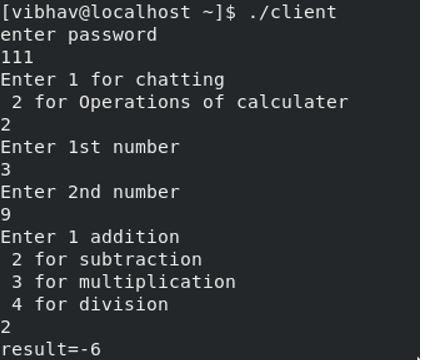 [vibhav@localhost ~]$ ./client
enter password
111
Enter 1 for chatting
 2 for Operations of calculater
2
Enter 1st number
3
Enter 2nd number
9
Enter 1 addition
 2 for subtraction
 3 for multiplication
 4 for division
2
result=-6